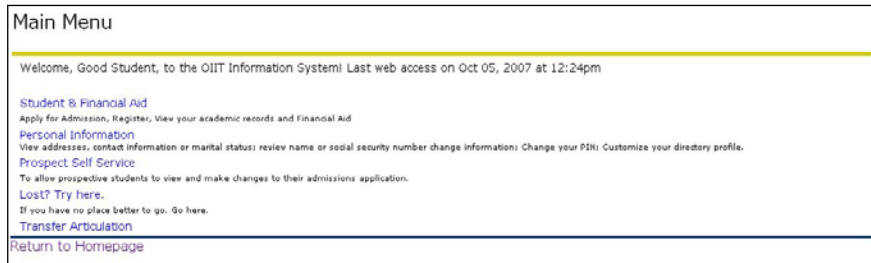 Main Menu
Welcome, Good Student, to the OIIT Information System! Last web access on Oct 05, 2007 at 12:24pm
Student & Financial Aid
Apply for Admission, Register, View your academic records and Financial Aid
Personal Information
View addresses, contact information or marital status; review name or social security number change information; Change your PIN; Customize your directory profile.
Prospect Self Service
To allow prospective students to view and make changes to their admissions application.
Lost? Try here.
If you have no place better to go. Go here.
Transfer Articulation
Return to Homepage